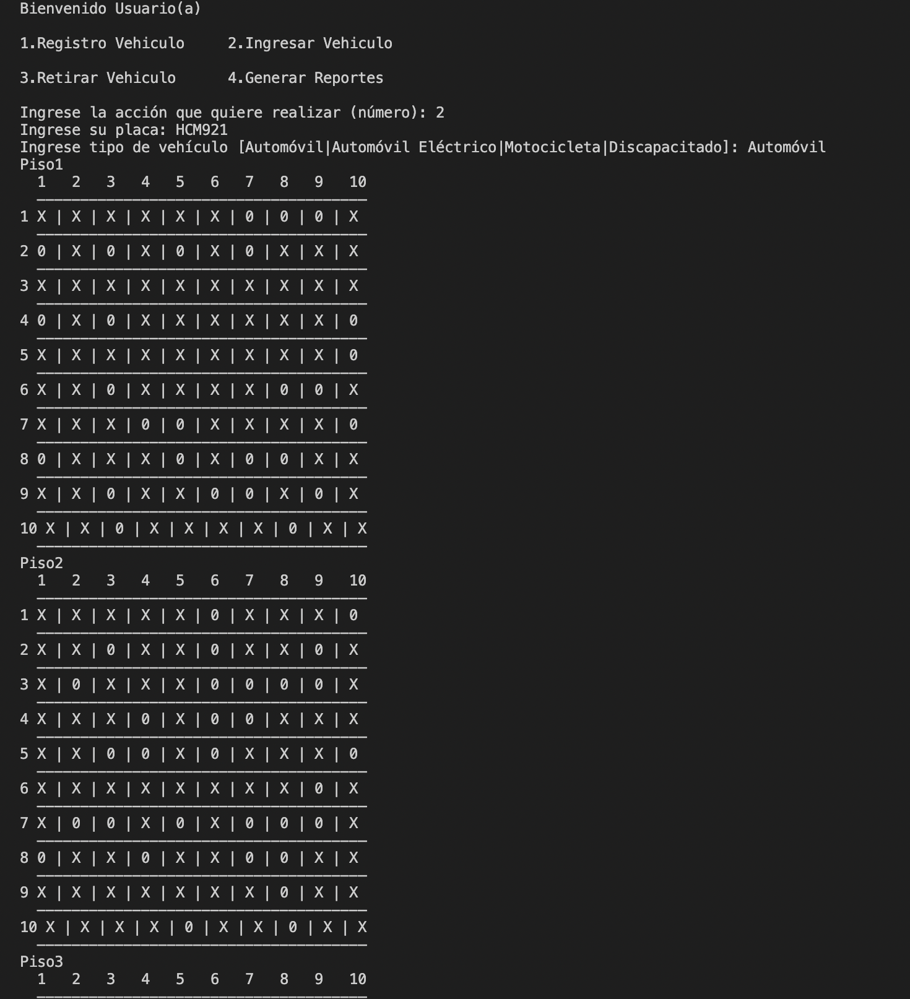 Bienvenido Usuario(a)
1.Registro Vehiculo     2.Ingresar Vehiculo
3.Retirar Vehiculo      4.Generar Reportes
Ingrese la acción que quiere realizar (número): 2
Ingrese su placa: HCM921
Ingrese tipo de vehículo [Automóvil|Automóvil Eléctrico|Motocicleta|Discapacitado]: Automóvil
Piso1
  1   2   3   4   5   6   7   8   9   10
1 X | X | X | X | X | X | 0 | 0 | 0 | X
2 0 | X | 0 | X | 0 | X | 0 | X | X | X
3 X | X | X | X | X | X | X | X | X | X
4 0 | X | 0 | X | X | X | X | X | X | 0
5 X | X | X | X | X | X | X | X | X | 0
6 X | X | 0 | X | X | X | X | 0 | 0 | X
7 X | X | X | 0 | 0 | X | X | X | X | 0
8 0 | X | X | X | 0 | X | 0 | 0 | X | X
9 X | X | 0 | X | X | 0 | 0 | X | 0 | X
10 X | X | 0 | X | X | X | X | 0 | X | X
Piso2
  1   2   3   4   5   6   7   8   9   10
1 X | X | X | X | X | 0 | X | X | X | 0
2 X | X | 0 | X | X | 0 | X | X | 0 | X
3 X | 0 | X | X | X | 0 | 0 | 0 | 0 | X
4 X | X | X | 0 | X | 0 | 0 | X | X | X
5 X | X | 0 | 0 | X | 0 | X | X | X | 0
6 X | X | X | X | X | X | X | X | 0 | X
7 X | 0 | 0 | X | 0 | X | 0 | 0 | 0 | X
8 0 | X | X | 0 | X | X | 0 | 0 | X | X
9 X | X | X | X | X | X | X | 0 | X | X
10 X | X | X | X | 0 | X | X | 0 | X | X
Piso3
  1   2   3   4   5   6   7   8   9   10